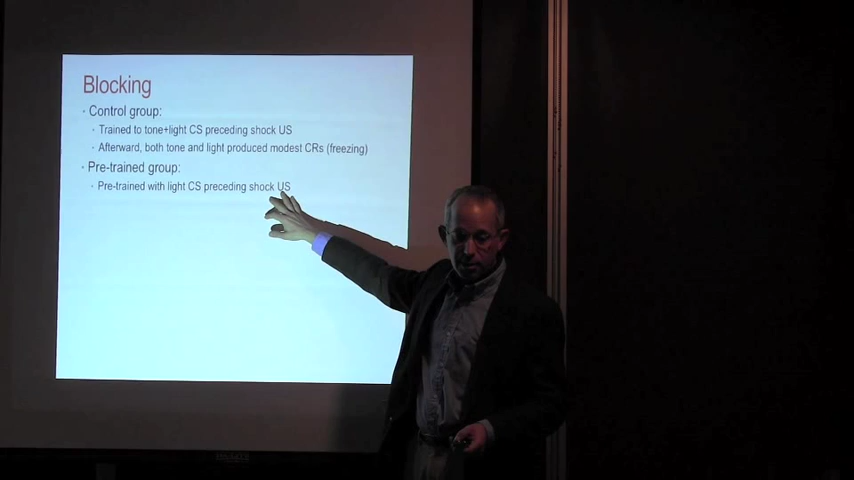 Blocking
Control group:
Trained to tone+light CS preceding shock US
Afterward, both tone and light produced modest CRs (freezing)
Pre-trained group:
Pre-trained with light CS preceding shock US